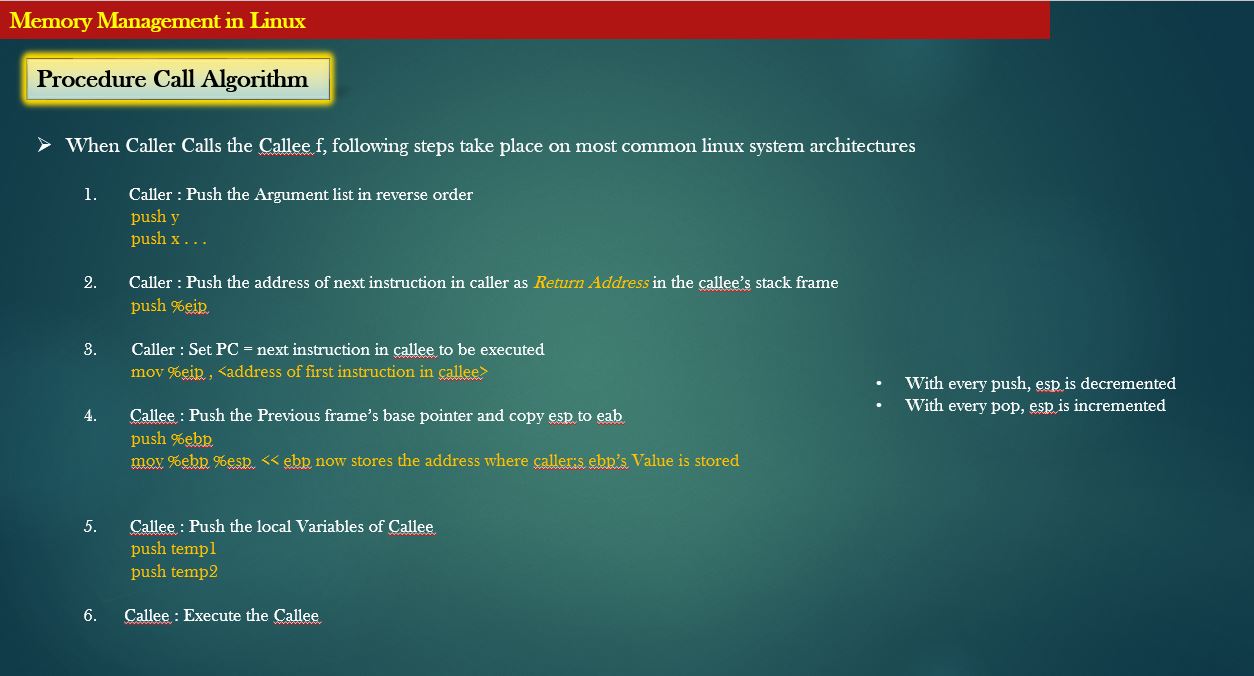 Memory Management in Linux
Procedure Call Algorithm
➢ When Caller Calls the Callee f, following steps take place on most common linux system architectures
1. Caller : Push the Argument list in reverse order
push y
push x . . .
2. Caller : Push the address of next instruction in caller as Return Address in the callee’s stack frame
push %eip
3. Caller : Set PC = next instruction in callee to be executed
mov %eip , <address of first instruction in callee>
4. Callee : Push the Previous frame’s base pointer and copy esp to eab
push %ebp
mov %ebp %esp << ebp now stores the address where caller;s ebp’s Value is stored
5. Callee : Push the local Variables of Callee
push temp1
push temp2
6. Callee : Execute the Callee
• With every push, esp is decremented
• With every pop, esp is incremented